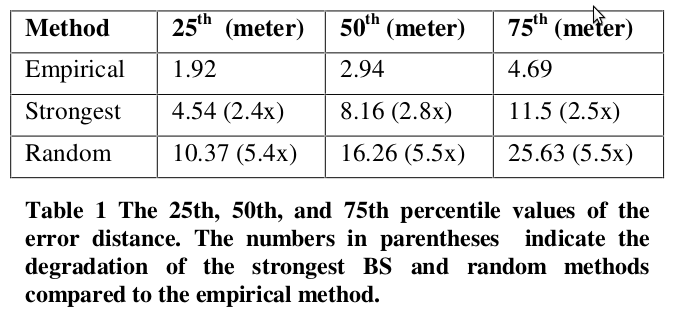 Method 25th (meter) 50th (meter) 75th (meter)
Empirical 1.92 2.94 4.69
Strongest 4.54 (2.4x) 8.16 (2.8x) 11.5 (2.5x)
Random 10.37 (5.4x) 16.26 (5.5x) 25.63 (5.5x)
Table 1 The 25th, 50th, and 75th percentile values of the
error distance. The numbers in parentheses indicate the
degradation of the strongest BS and random methods
compared to the empirical method.